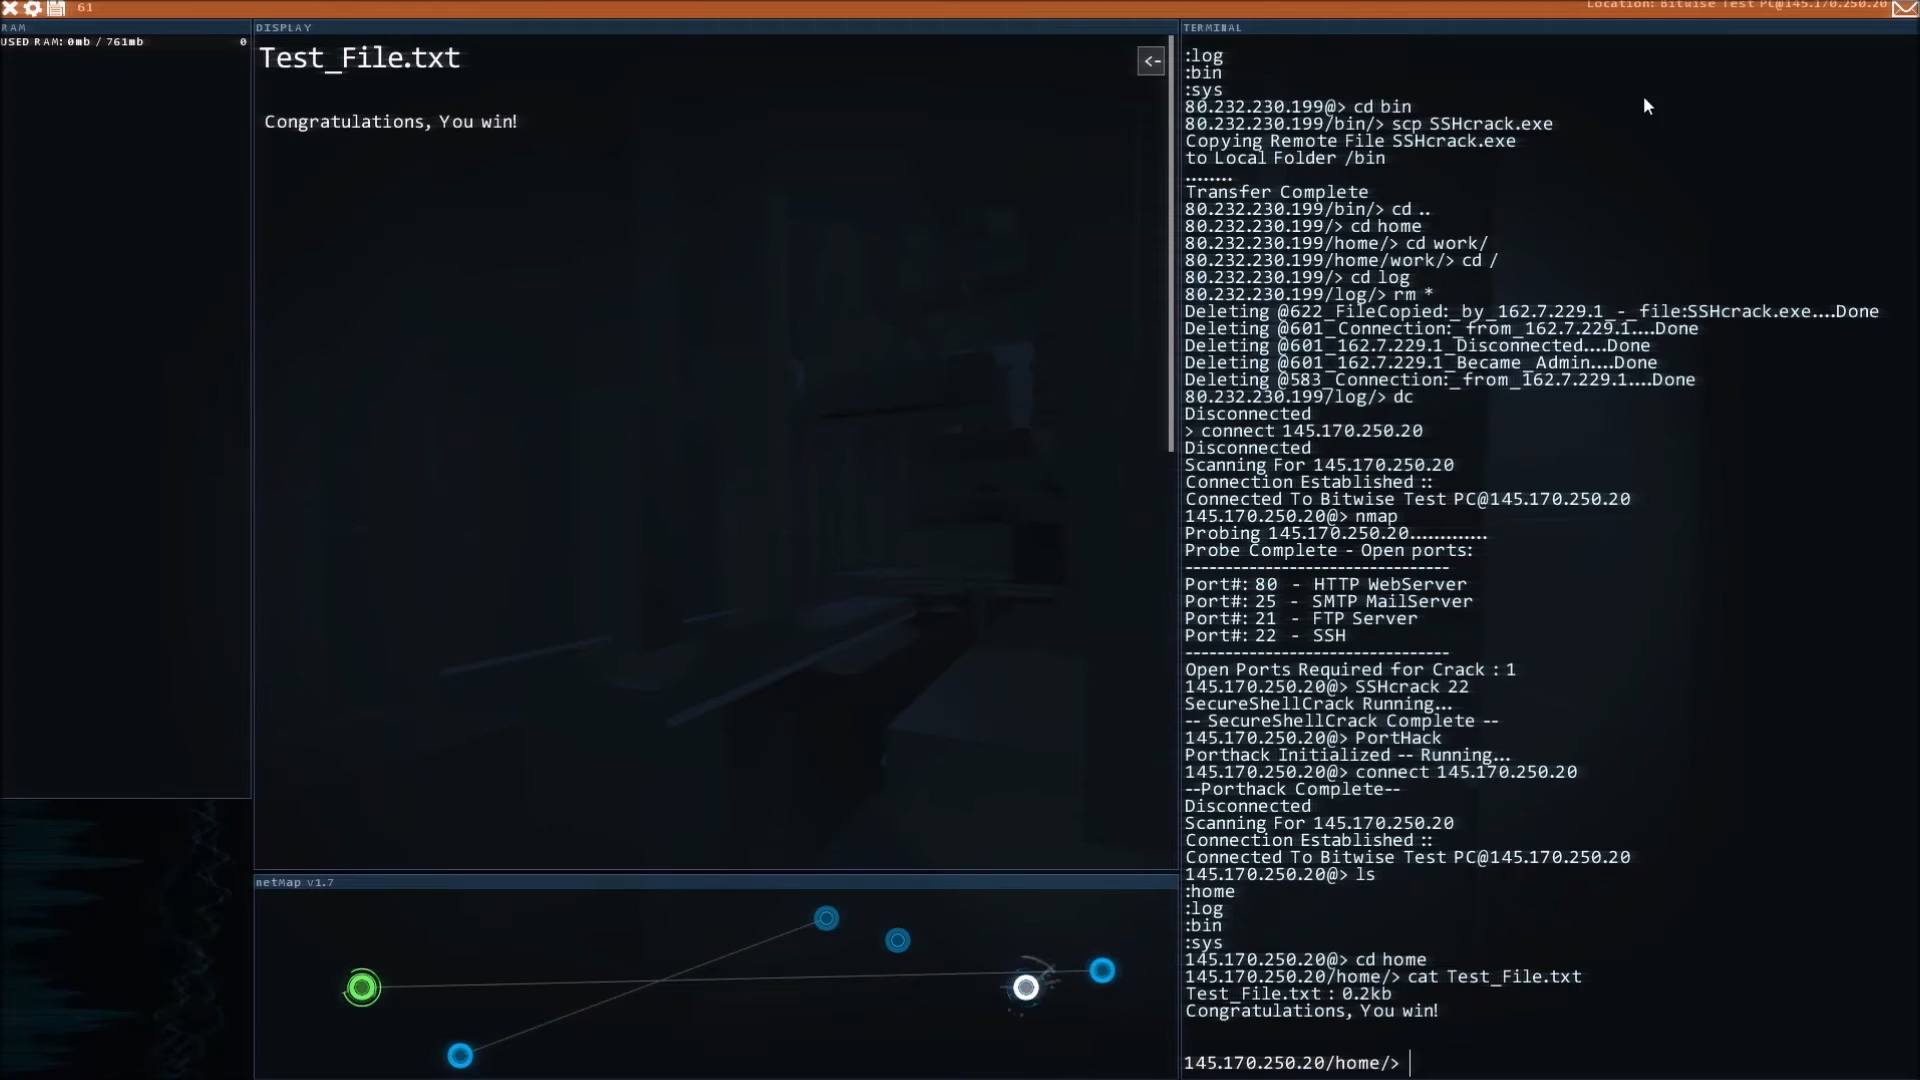 61
Location: Bitwise Test PC@145.170.250.20
RAM
USED RAM: 0mb / 761mb 0
DISPLAY
Test_File.txt
<-
Congratulations, You win!
netMap v1.7
TERMINAL
:log
:bin
:sys
80.232.230.199@> cd bin
80.232.230.199/bin/> scp SSHcrack.exe
Copying Remote File SSHcrack.exe
to Local Folder /bin
........
Transfer Complete
80.232.230.199/bin/> cd ..
80.232.230.199/> cd home
80.232.230.199/home/> cd work/
80.232.230.199/home/work/> cd /
80.232.230.199/> cd log
80.232.230.199/log/> rm *
Deleting @622_FileCopied:_by_162.7.229.1_-_file:SSHcrack.exe....Done
Deleting @601_Connection:_from_162.7.229.1....Done
Deleting @601_162.7.229.1_Disconnected....Done
Deleting @601_162.7.229.1_Became_Admin....Done
Deleting @583_Connection:_from_162.7.229.1....Done
80.232.230.199/log/> dc
Disconnected
> connect 145.170.250.20
Disconnected
Scanning For 145.170.250.20
Connection Established ::
Connected To Bitwise Test PC@145.170.250.20
145.170.250.20@> nmap
Probing 145.170.250.20.............
Probe Complete - Open ports:
---------------------------------
Port#: 80 - HTTP WebServer
Port#: 25 - SMTP MailServer
Port#: 21 - FTP Server
Port#: 22 - SSH
---------------------------------
Open Ports Required for Crack : 1
145.170.250.20@> SSHcrack 22
SecureShellCrack Running...
-- SecureShellCrack Complete --
145.170.250.20@> PortHack
Porthack Initialized -- Running...
145.170.250.20@> connect 145.170.250.20
--Porthack Complete--
Disconnected
Scanning For 145.170.250.20
Connection Established ::
Connected To Bitwise Test PC@145.170.250.20
145.170.250.20@> ls
:home
:log
:bin
:sys
145.170.250.20@> cd home
145.170.250.20/home/> cat Test_File.txt
Test_File.txt : 0.2kb
Congratulations, You win!
145.170.250.20/home/>